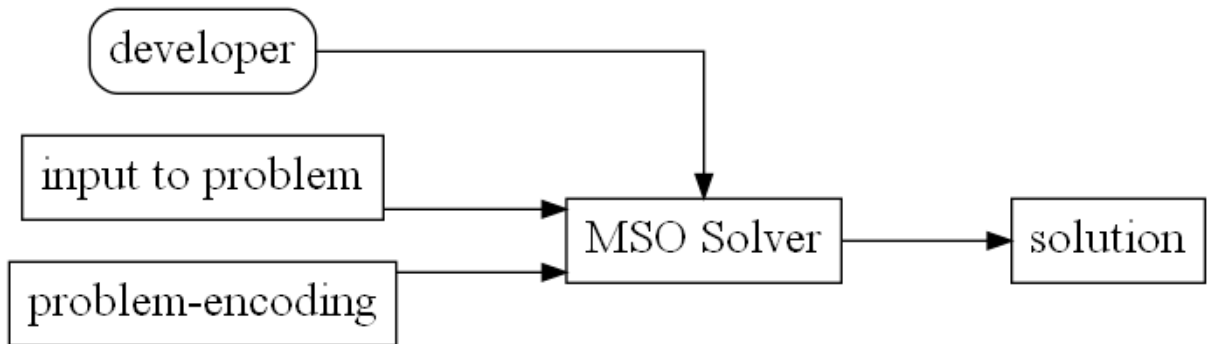 developer
input to problem
MSO Solver
solution
problem-encoding